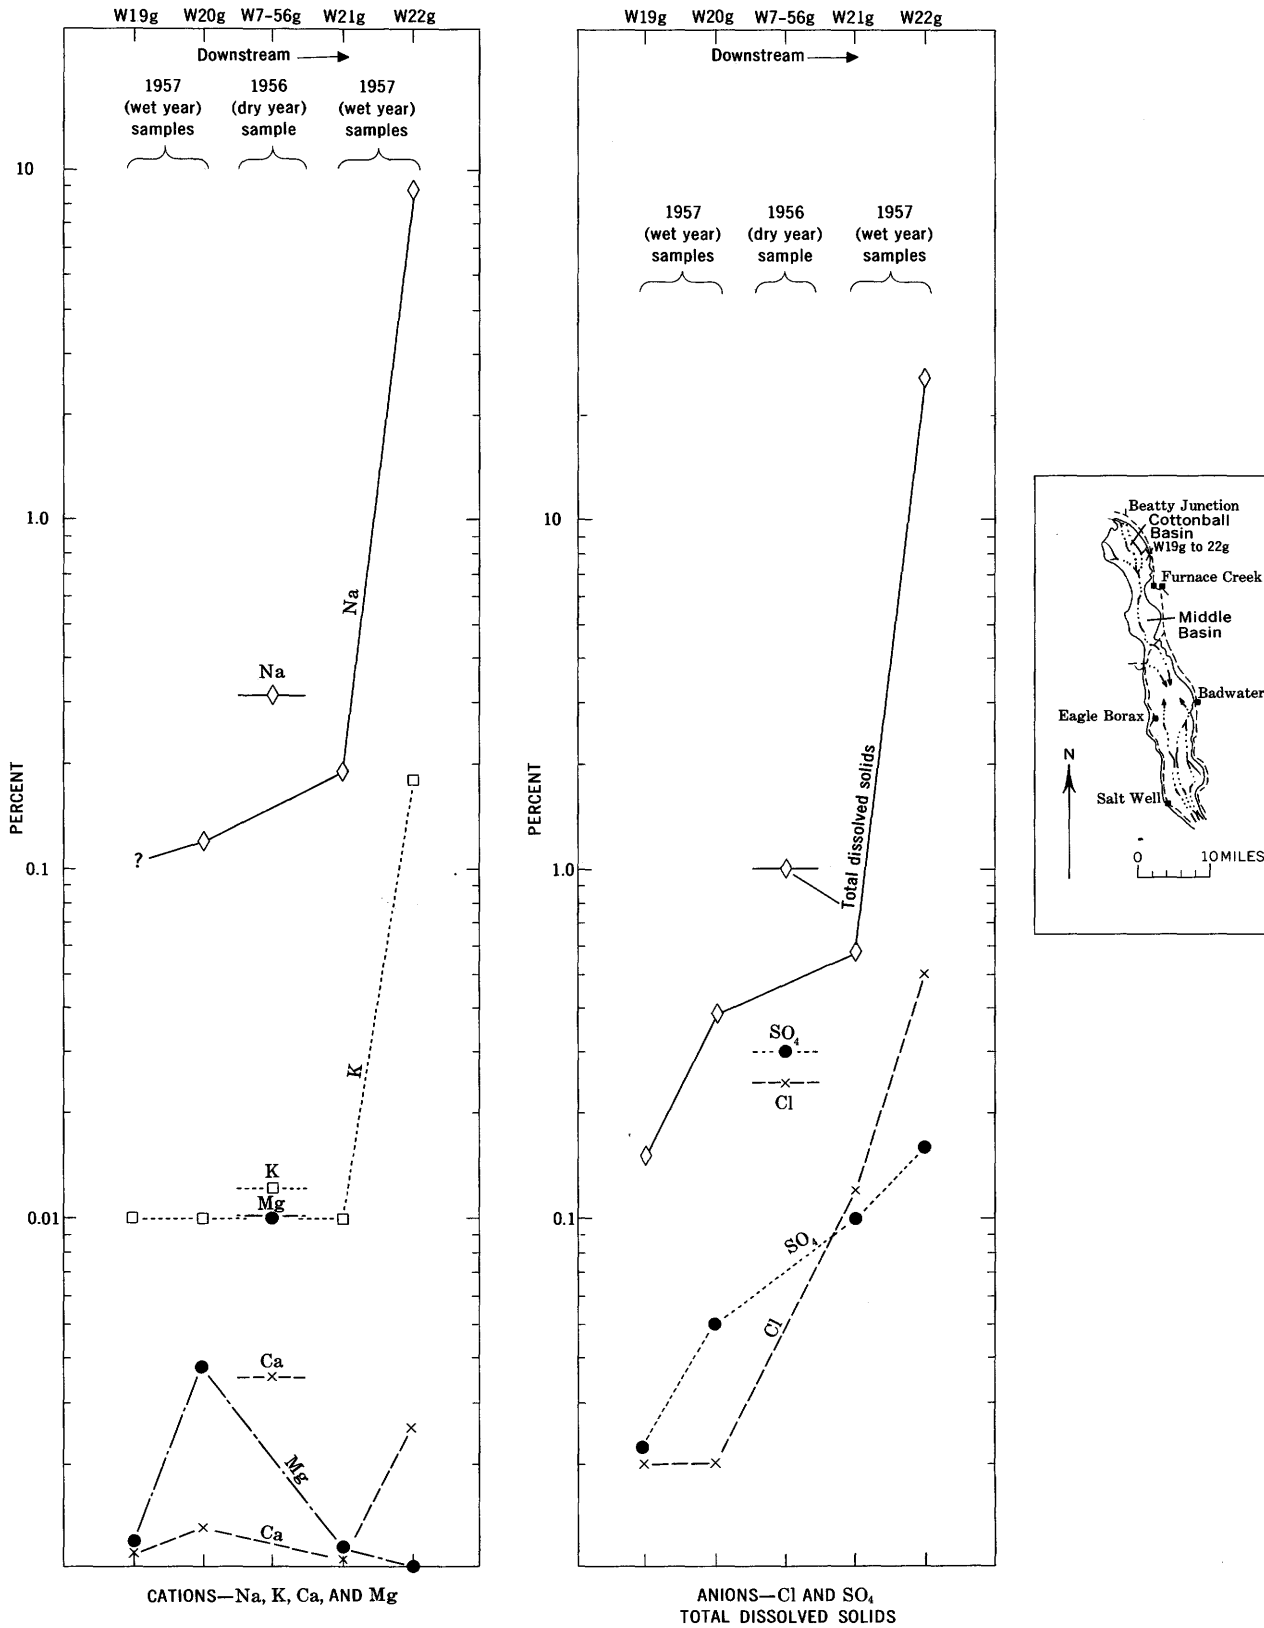 W19g W20g W7-56g W21g W22g
Downstream
1957
(wet year)
samples
1956
(dry year)
sample
1957
(wet year)
samples
10
1.0
0.1
0.01
PERCENT
Na
Na
?
K
K
Mg
Ca
Mg
Ca
CATIONS—Na, K, Ca, AND Mg
W19g W20g W7-56g W21g W22g
Downstream
1957
(wet year)
samples
1956
(dry year)
sample
1957
(wet year)
samples
10
1.0
0.1
PERCENT
Total dissolved solids
SO₄
Cl
SO₄
Cl
ANIONS—Cl AND SO₄
TOTAL DISSOLVED SOLIDS
Beatty Junction
Cottonball
Basin
W19g to 22g
Furnace Creek
Middle
Basin
Badwater
Eagle Borax
N
Salt Well
0 10 MILES